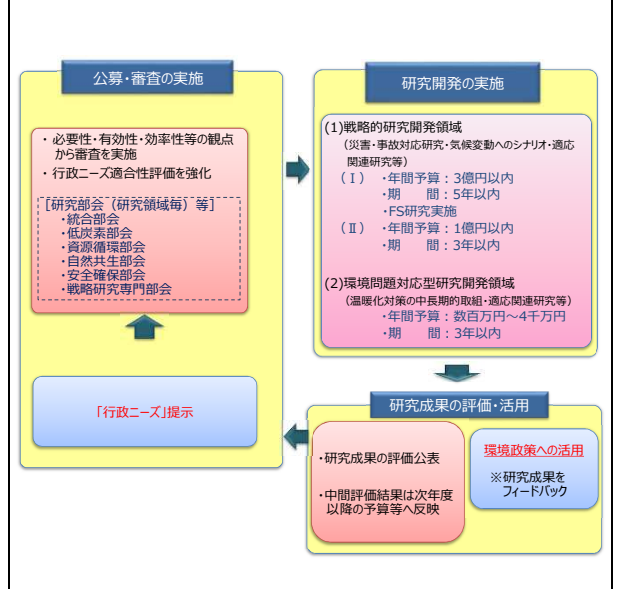 公募・審査の実施
・ 必要性・有効性・効率性等の観点
から審査を実施
・ 行政ニーズ適合性評価を強化
[研究部会（研究領域毎）等]
・統合部会
・低炭素部会
・資源循環部会
・自然共生部会
・安全確保部会
・戦略研究専門部会
「行政ニーズ」提示
研究開発の実施
(1)戦略的研究開発領域
（災害・事故対応研究・気候変動へのシナリオ・適応
関連研究等）
（Ⅰ） ・年間予算：3億円以内
・期　　間：5年以内
・FS研究実施
（Ⅱ） ・年間予算：1億円以内
・期　　間：3年以内
(2)環境問題対応型研究開発領域
（温暖化対策の中長期的取組・適応関連研究等）
・年間予算：数百万円～4千万円
・期　　間：3年以内
研究成果の評価・活用
・研究成果の評価公表
・中間評価結果は次年度
以降の予算等へ反映
環境政策への活用
※研究成果を
フィードバック